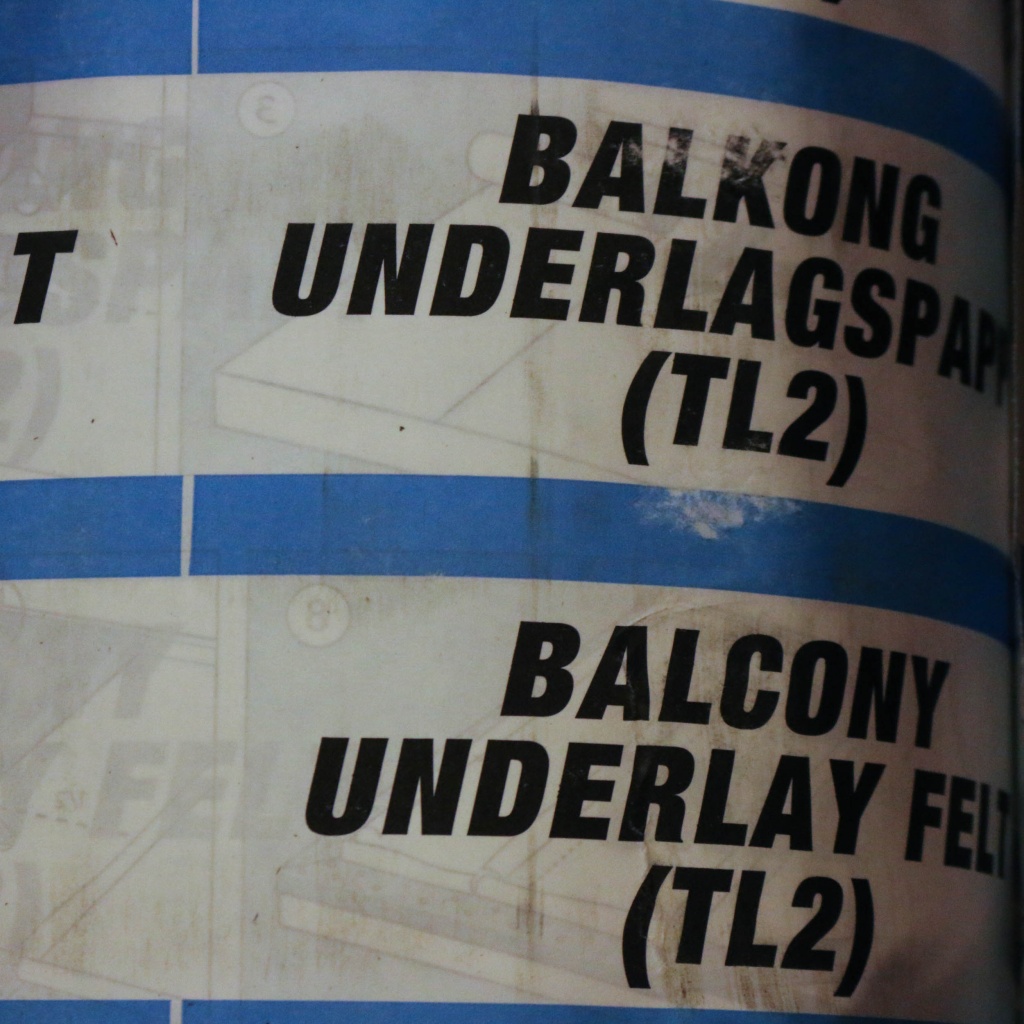 BALKONG
T UNDERLAGSPAPP
(TL2)
BALCONY
UNDERLAY FELT
(TL2)